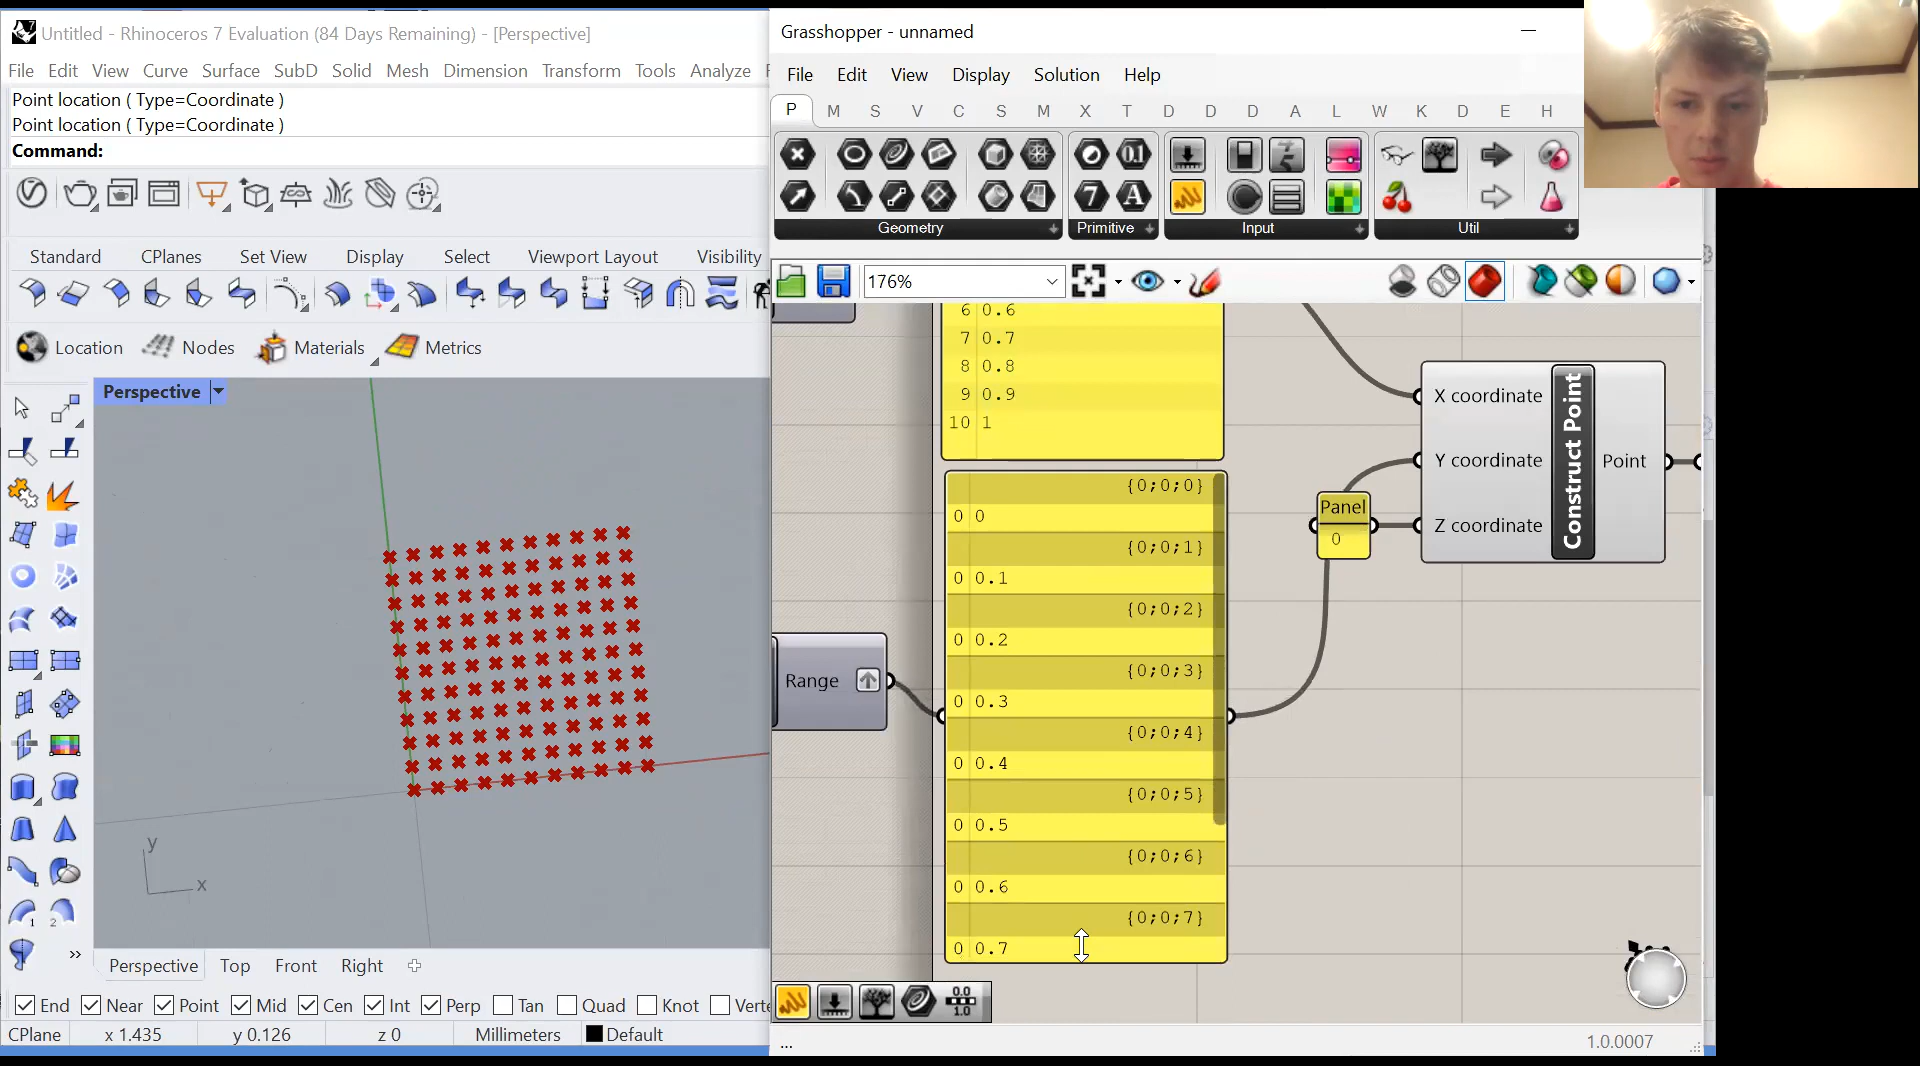 Untitled - Rhinoceros 7 Evaluation (84 Days Remaining) - [Perspective]
File Edit View Curve Surface SubD Solid Mesh Dimension Transform Tools Analyze
Point location ( Type=Coordinate )
Point location ( Type=Coordinate )
Command:
Standard CPlanes Set View Display Select Viewport Layout Visibility
Location Nodes Materials Metrics
Perspective
y
x
1 2
Perspective Top Front Right
End Near Point Mid Cen Int Perp Tan Quad Knot Verte
CPlane x 1.435 y 0.126 z 0 Millimeters Default
Grasshopper - unnamed
File Edit View Display Solution Help
P M S V C S M X T D D D A L W K D E H
Geometry Primitive Input Util
176%
6 0.6
7 0.7
8 0.8
9 0.9
10 1
{0;0;0}
0 0
{0;0;1}
0 0.1
{0;0;2}
0 0.2
{0;0;3}
0 0.3
{0;0;4}
0 0.4
{0;0;5}
0 0.5
{0;0;6}
0 0.6
{0;0;7}
0 0.7
Range
Panel
0
X coordinate
Y coordinate
Z coordinate
Construct Point
Point
0.0
1.0
...
1.0.0007